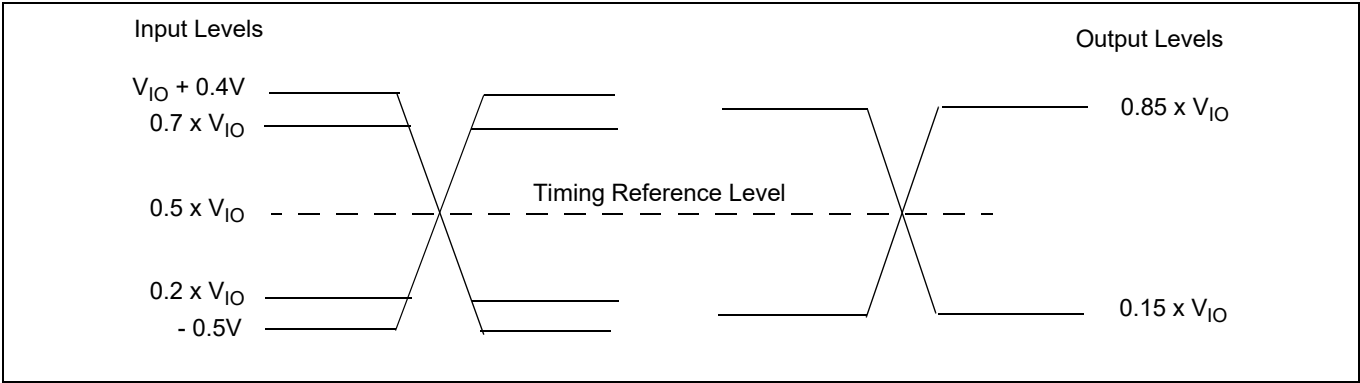 Input Levels
Output Levels
V_IO + 0.4V
0.7 x V_IO
0.85 x V_IO
Timing Reference Level
0.5 x V_IO
0.2 x V_IO
0.15 x V_IO
- 0.5V